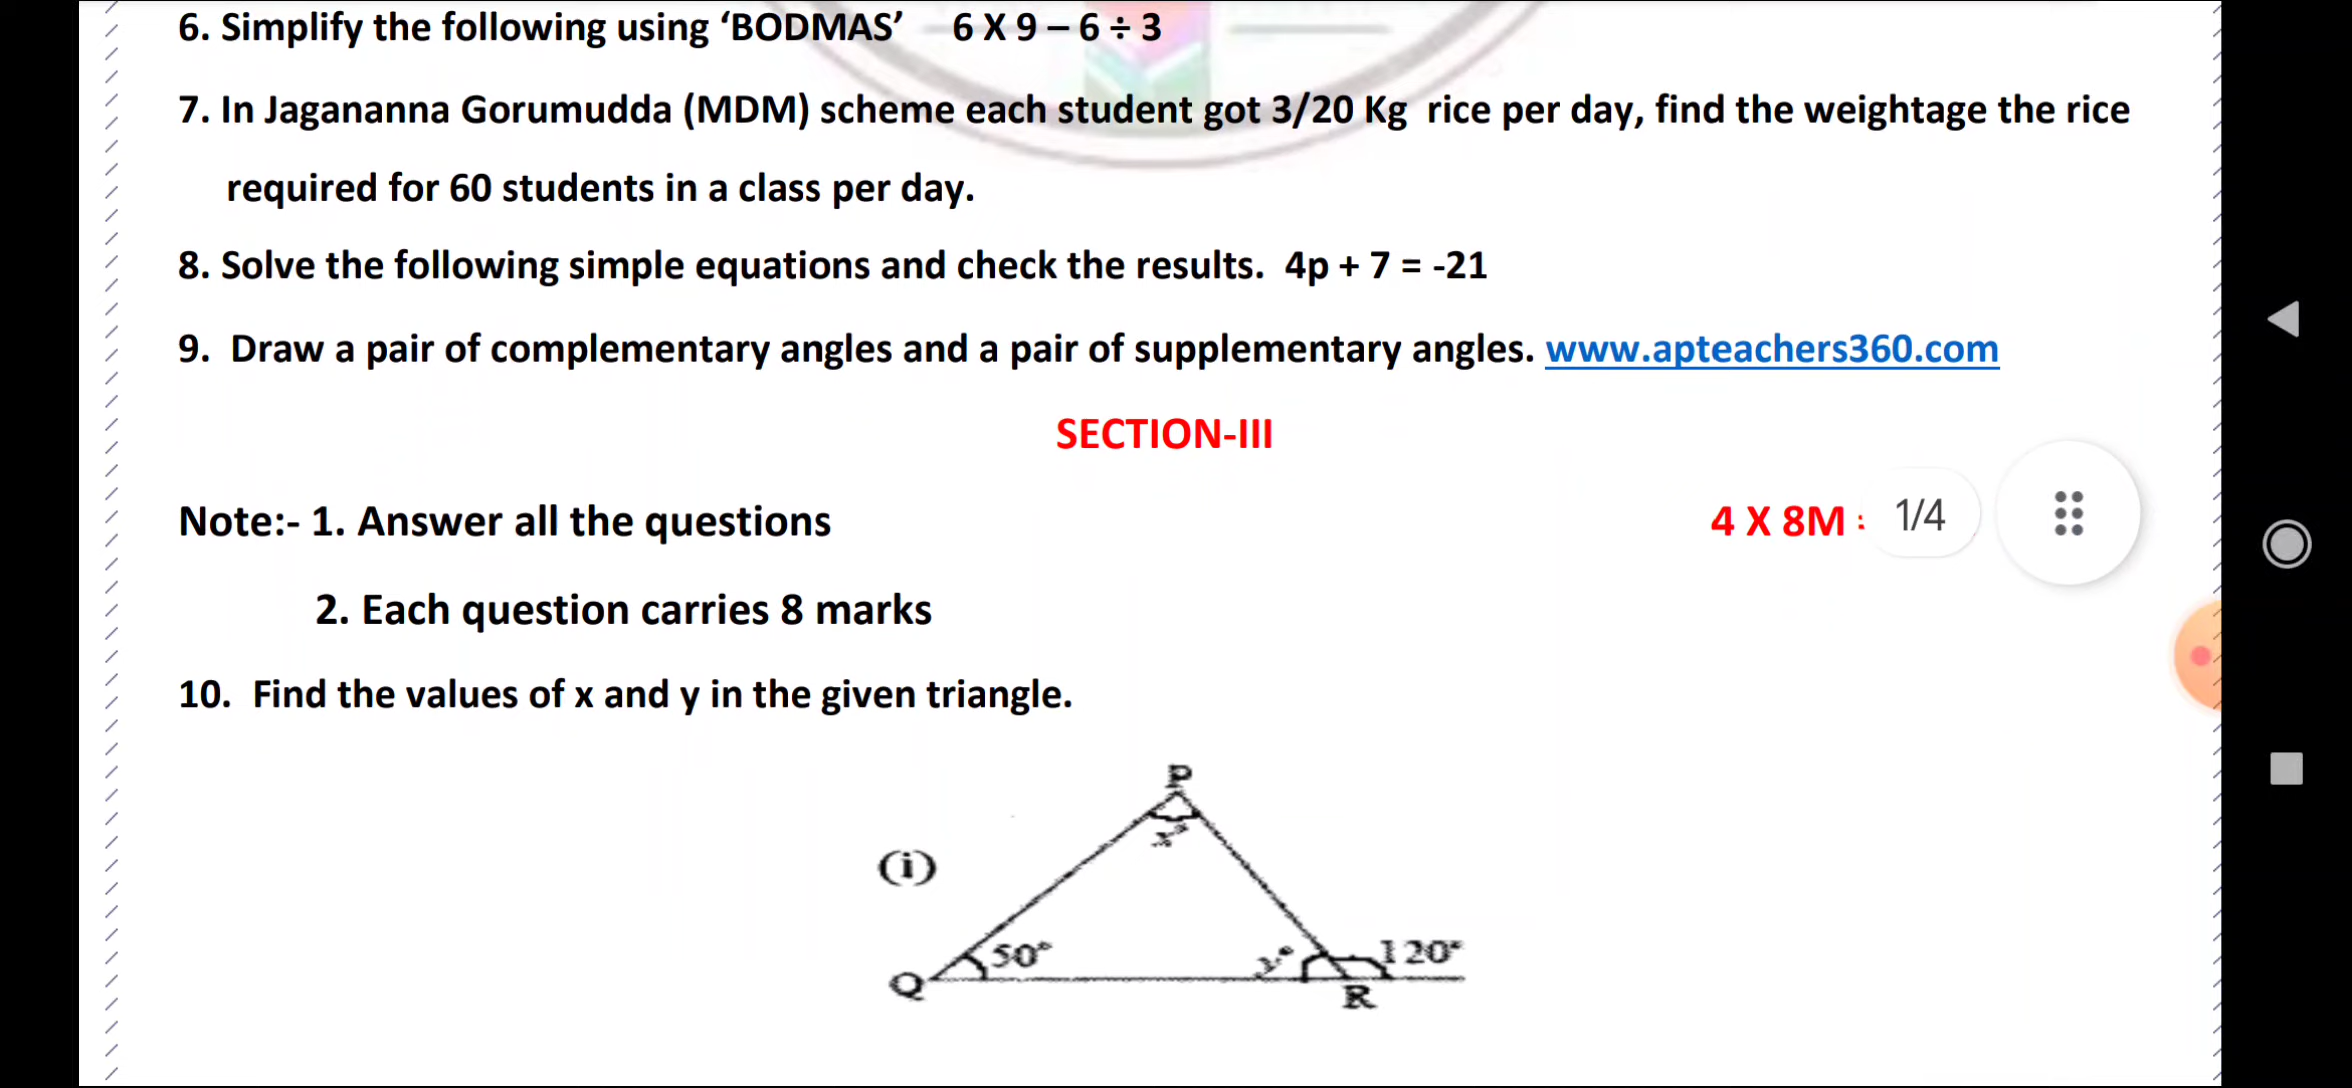 6. Simplify the following using ‘BODMAS’ 6 X 9 – 6 ÷ 3
7. In Jagananna Gorumudda (MDM) scheme each student got 3/20 Kg rice per day, find the weightage the rice
required for 60 students in a class per day.
8. Solve the following simple equations and check the results. 4p + 7 = -21
9. Draw a pair of complementary angles and a pair of supplementary angles. www.apteachers360.com
SECTION-III
Note:- 1. Answer all the questions 4 X 8M : 1/4
2. Each question carries 8 marks
10. Find the values of x and y in the given triangle.
P
x°
(i)
50° y° 120°
Q R